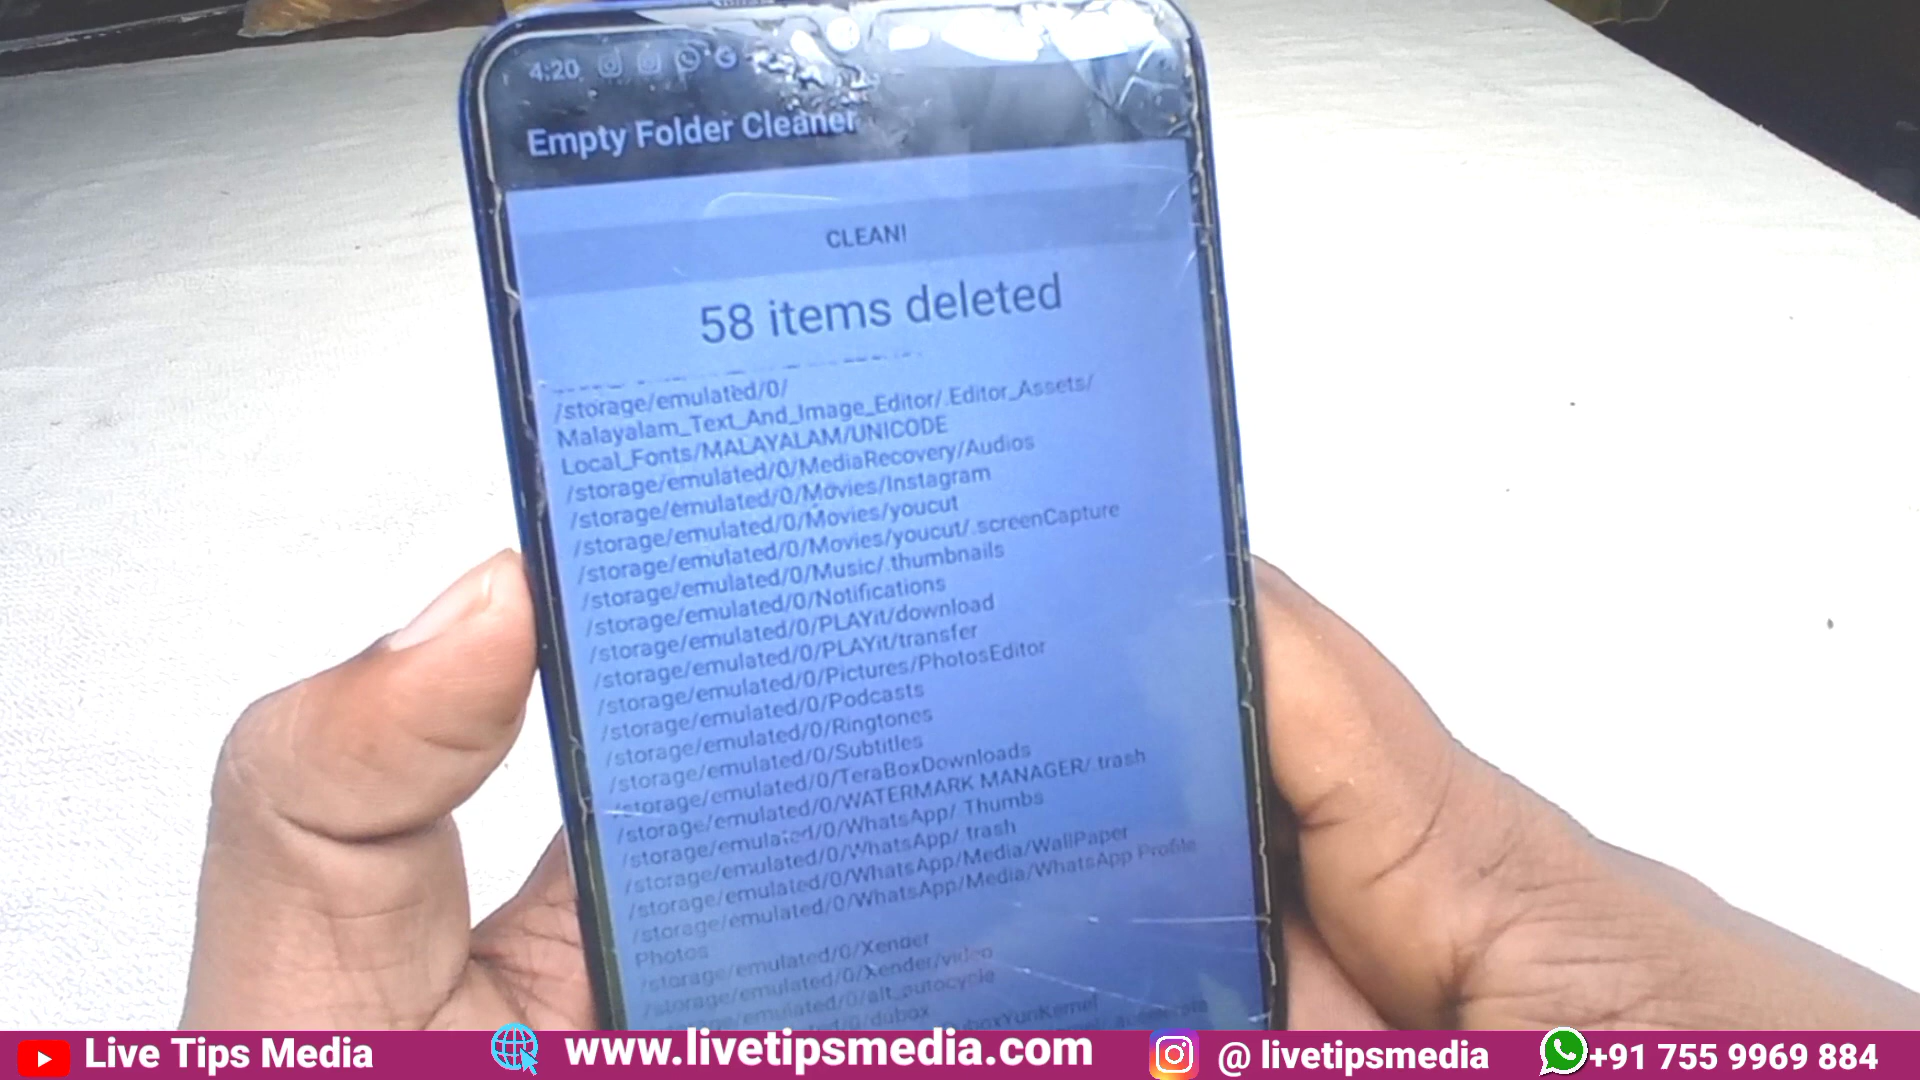 4:20
Empty Folder Cleaner
CLEAN!
58 items deleted
/storage/emulated/0/
Malayalam_Text_And_Image_Editor/.Editor_Assets/
Local_Fonts/MALAYALAM/UNICODE
/storage/emulated/0/MediaRecovery/Audios
/storage/emulated/0/Movies/Instagram
/storage/emulated/0/Movies/youcut
/storage/emulated/0/Movies/youcut/.screenCapture
/storage/emulated/0/Music/.thumbnails
/storage/emulated/0/Notifications
/storage/emulated/0/PLAYit/download
/storage/emulated/0/PLAYit/transfer
/storage/emulated/0/Pictures/PhotosEditor
/storage/emulated/0/Podcasts
/storage/emulated/0/Ringtones
/storage/emulated/0/Subtitles
/storage/emulated/0/TeraBoxDownloads
/storage/emulated/0/WATERMARK MANAGER/.trash
/storage/emulated/0/WhatsApp/.Thumbs
/storage/emulated/0/WhatsApp/.trash
/storage/emulated/0/WhatsApp/Media/WallPaper
/storage/emulated/0/WhatsApp/Media/WhatsApp Profile
Photos
/storage/emulated/0/Xender
/storage/emulated/0/Xender/video
/storage/emulated/0/alt_autocycle
/storage/emulated/0/dubox
Live Tips Media
www.livetipsmedia.com
@ livetipsmedia
+91 755 9969 884